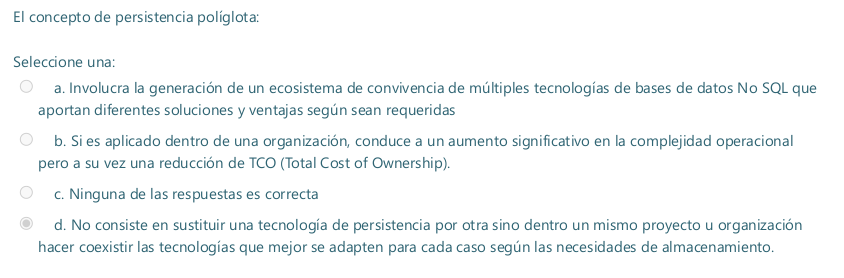 El concepto de persistencia políglota:
Seleccione una:
a. Involucra la generación de un ecosistema de convivencia de múltiples tecnologías de bases de datos No SQL que
aportan diferentes soluciones y ventajas según sean requeridas
b. Si es aplicado dentro de una organización, conduce a un aumento significativo en la complejidad operacional
pero a su vez una reducción de TCO (Total Cost of Ownership).
c. Ninguna de las respuestas es correcta
d. No consiste en sustituir una tecnología de persistencia por otra sino dentro un mismo proyecto u organización
hacer coexistir las tecnologías que mejor se adapten para cada caso según las necesidades de almacenamiento.